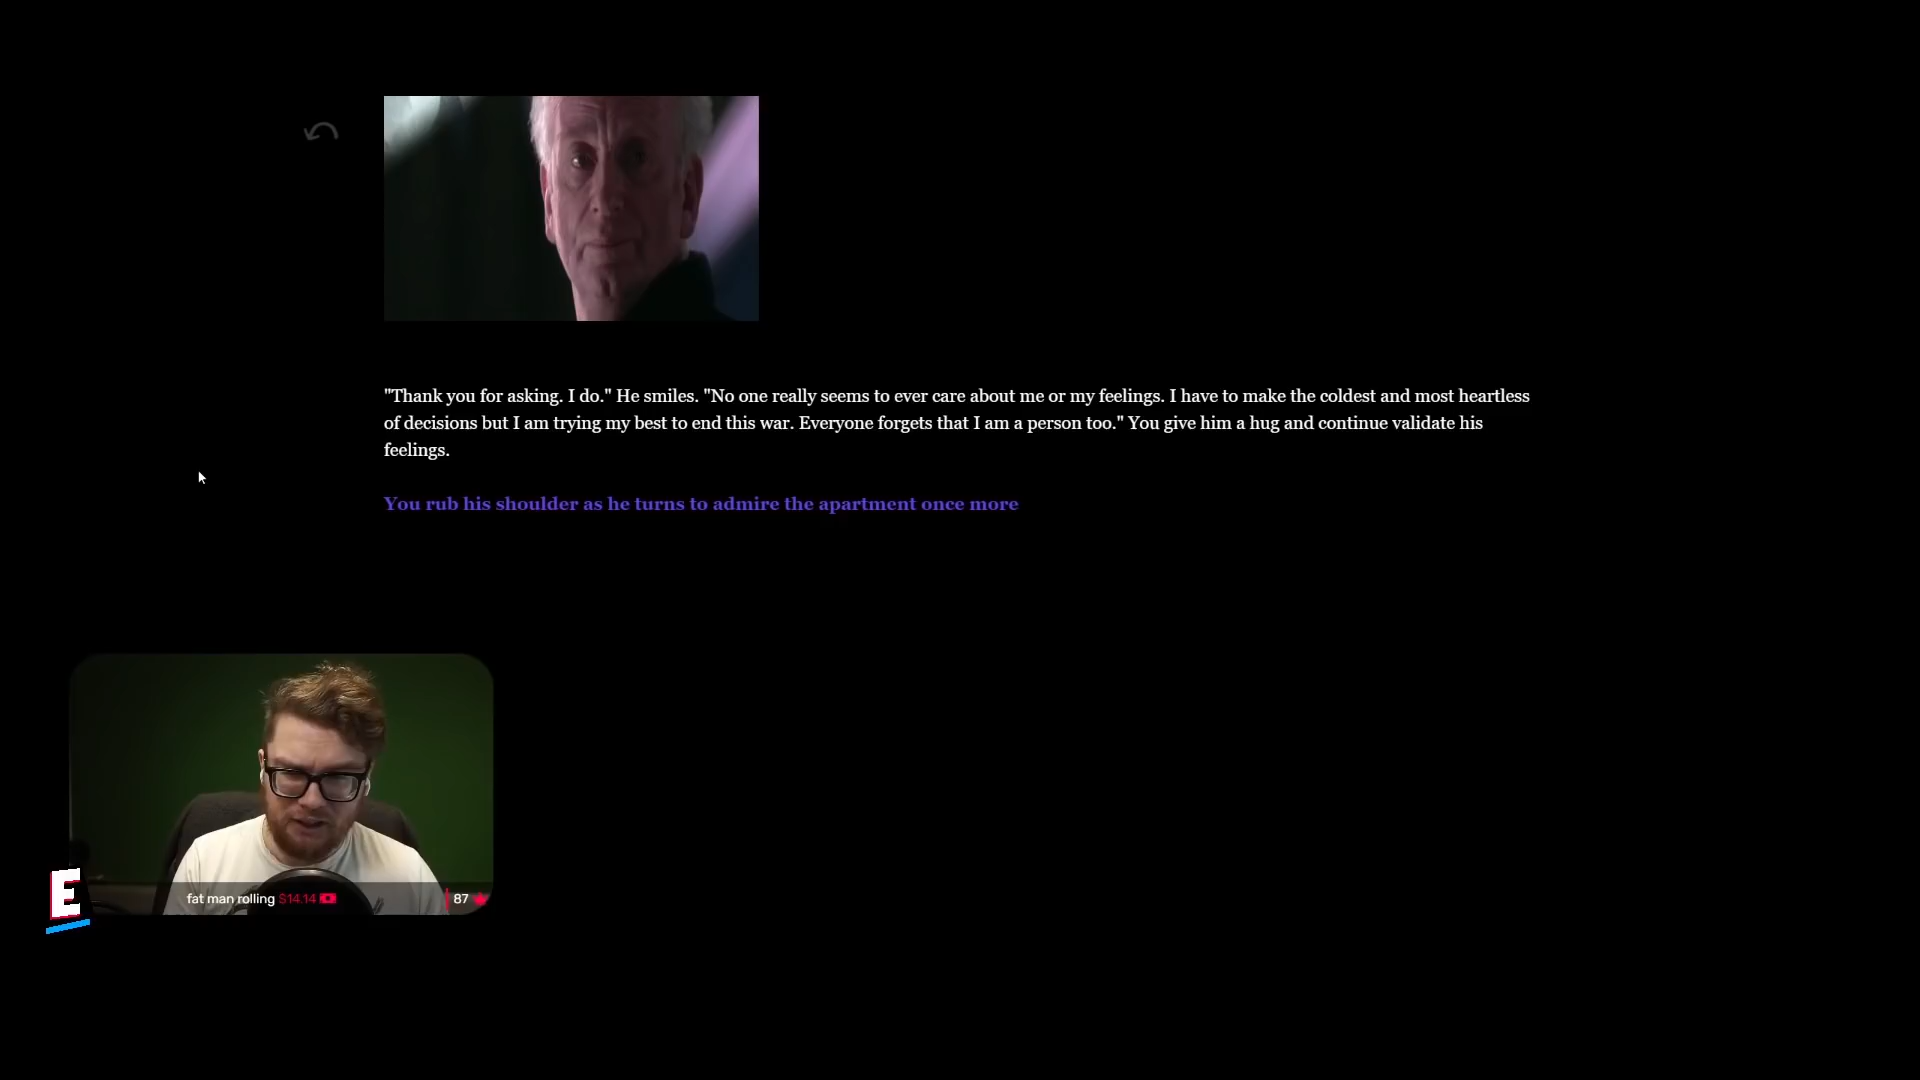 "Thank you for asking. I do." He smiles. "No one really seems to ever care about me or my feelings. I have to make the coldest and most heartless
of decisions but I am trying my best to end this war. Everyone forgets that I am a person too." You give him a hug and continue validate his
feelings.
You rub his shoulder as he turns to admire the apartment once more
fat man rolling $14.14 87
E